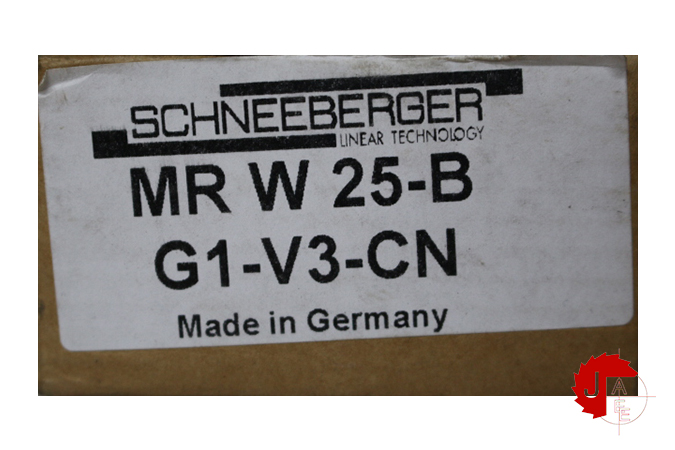 SCHNEEBERGER
LINEAR TECHNOLOGY
MR W 25-B
G1-V3-CN
Made in Germany
J